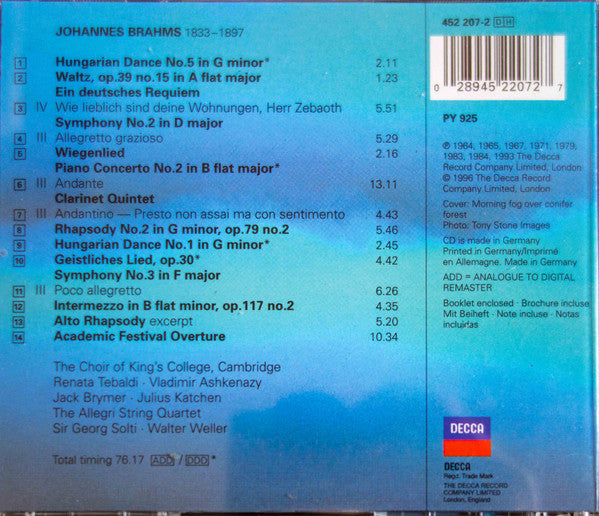 JOHANNES BRAHMS 1833–1897
1 Hungarian Dance No.5 in G minor* 2.11
2 Waltz, op.39 no.15 in A flat major 1.23
Ein deutsches Requiem
3 IV Wie lieblich sind deine Wohnungen, Herr Zebaoth 5.51
Symphony No.2 in D major
4 III Allegretto grazioso 5.29
5 Wiegenlied 2.16
Piano Concerto No.2 in B flat major*
6 III Andante 13.11
Clarinet Quintet
7 III Andantino — Presto non assai ma con sentimento 4.43
8 Rhapsody No.2 in G minor, op.79 no.2 5.46
9 Hungarian Dance No.1 in G minor* 2.45
10 Geistliches Lied, op.30* 4.42
Symphony No.3 in F major
11 III Poco allegretto 6.26
12 Intermezzo in B flat minor, op.117 no.2 4.35
13 Alto Rhapsody excerpt 5.20
14 Academic Festival Overture 10.34
The Choir of King's College, Cambridge
Renata Tebaldi · Vladimir Ashkenazy
Jack Brymer · Julius Katchen
The Allegri String Quartet
Sir Georg Solti · Walter Weller
Total timing 76.17 ADD / DDD *
452 207-2 DH
0 28945 22072 7
PY 925
℗ 1964, 1965, 1967, 1971, 1979,
1983, 1984, 1993 The Decca
Record Company Limited, London
© 1996 The Decca Record
Company Limited, London
Cover: Morning fog over conifer
forest
Photo: Tony Stone Images
CD is made in Germany
Printed in Germany/Imprimé
en Allemagne. Made in Germany
ADD = ANALOGUE TO DIGITAL
REMASTER
Booklet enclosed · Brochure incluse
Mit Beiheft · Note incluse · Notas
incluitas
DECCA
DECCA
Regd. Trade Mark
THE DECCA RECORD
COMPANY LIMITED
London, England